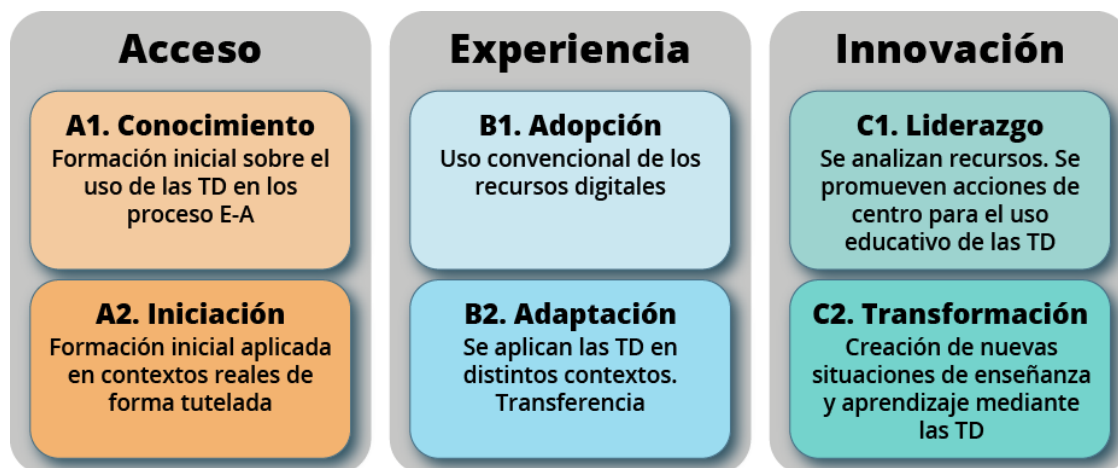 Acceso
A1. Conocimiento
Formación inicial sobre el
uso de las TD en los
proceso E-A
A2. Iniciación
Formación inicial aplicada
en contextos reales de
forma tutelada
Experiencia
B1. Adopción
Uso convencional de los
recursos digitales
B2. Adaptación
Se aplican las TD en
distintos contextos.
Transferencia
Innovación
C1. Liderazgo
Se analizan recursos. Se
promueven acciones de
centro para el uso
educativo de las TD
C2. Transformación
Creación de nuevas
situaciones de enseñanza
y aprendizaje mediante
las TD